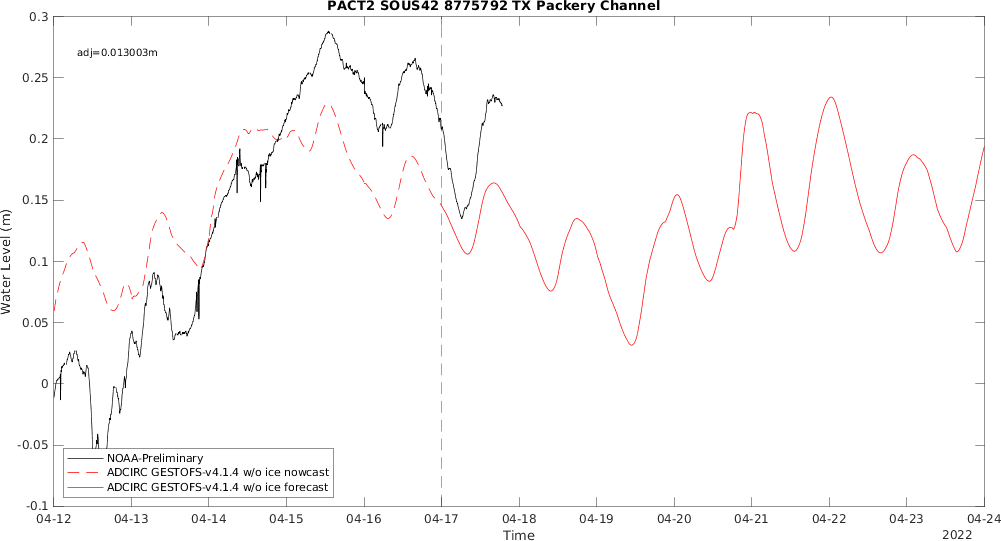 PACT2 SOUS42 8775792 TX Packery Channel
adj=0.013003m
0.3
0.25
0.2
0.15
0.1
0.05
0
-0.05
-0.1
Water Level (m)
NOAA-Preliminary
ADCIRC GESTOFS-v4.1.4 w/o ice nowcast
ADCIRC GESTOFS-v4.1.4 w/o ice forecast
04-12 04-13 04-14 04-15 04-16 04-17 04-18 04-19 04-20 04-21 04-22 04-23 04-24
Time
2022